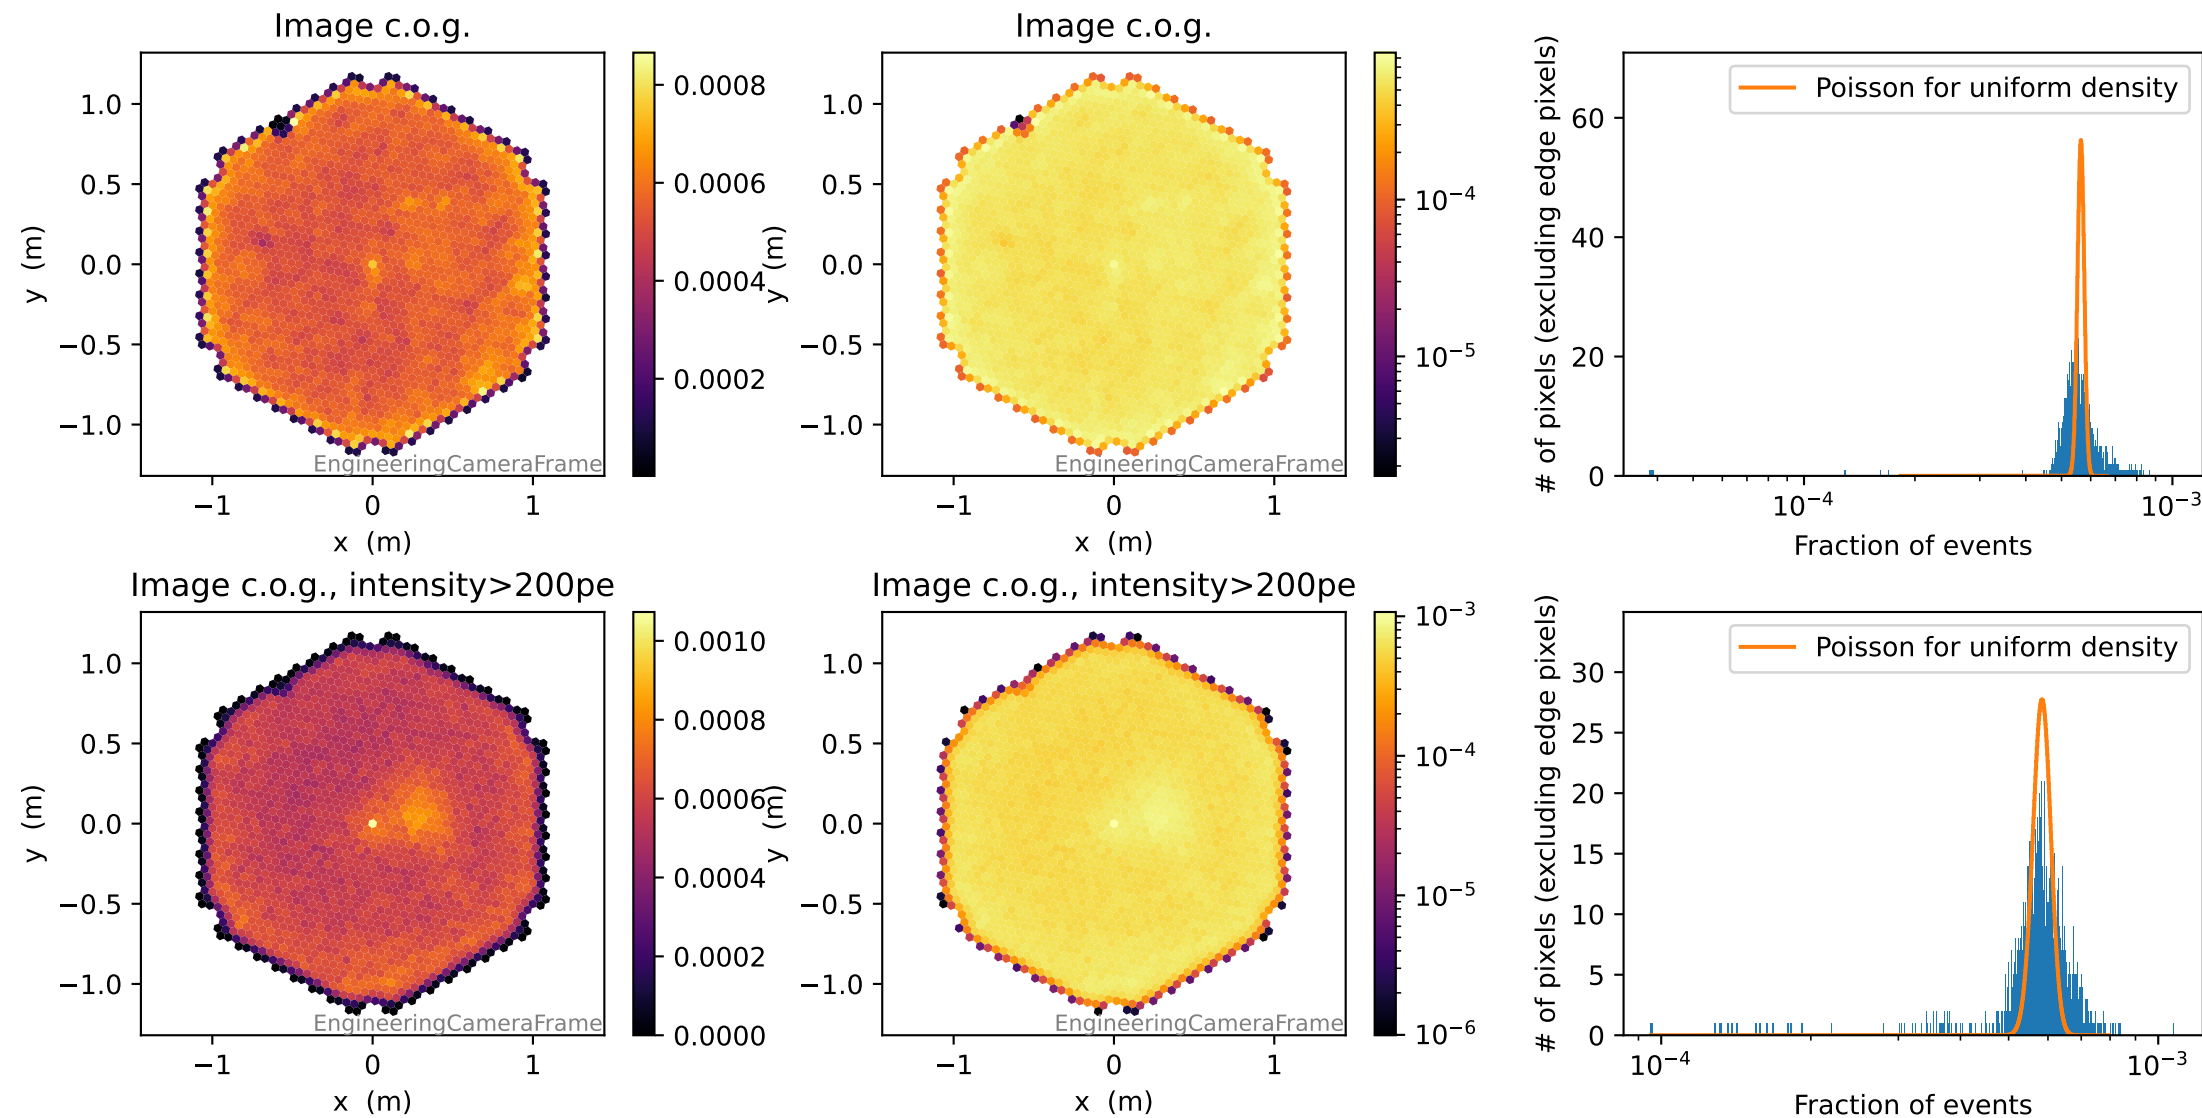 Image c.o.g.
1.0
0.5
0.0
−0.5
−1.0
y (m)
−1
0
1
x (m)
EngineeringCameraFrame
0.0008
0.0006
0.0004
0.0002
Image c.o.g.
1.0
0.5
0.0
−0.5
−1.0
y (m)
−1
0
1
x (m)
EngineeringCameraFrame
10⁻⁴
10⁻⁵
# of pixels (excluding edge pixels)
60
40
20
0
Poisson for uniform density
10⁻⁴
10⁻³
Fraction of events
Image c.o.g., intensity>200pe
1.0
0.5
0.0
−0.5
−1.0
y (m)
−1
0
1
x (m)
EngineeringCameraFrame
0.0010
0.0008
0.0006
0.0004
0.0002
0.0000
Image c.o.g., intensity>200pe
1.0
0.5
0.0
−0.5
−1.0
y (m)
−1
0
1
x (m)
EngineeringCameraFrame
10⁻³
10⁻⁴
10⁻⁵
10⁻⁶
# of pixels (excluding edge pixels)
30
25
20
15
10
5
0
Poisson for uniform density
10⁻⁴
10⁻³
Fraction of events